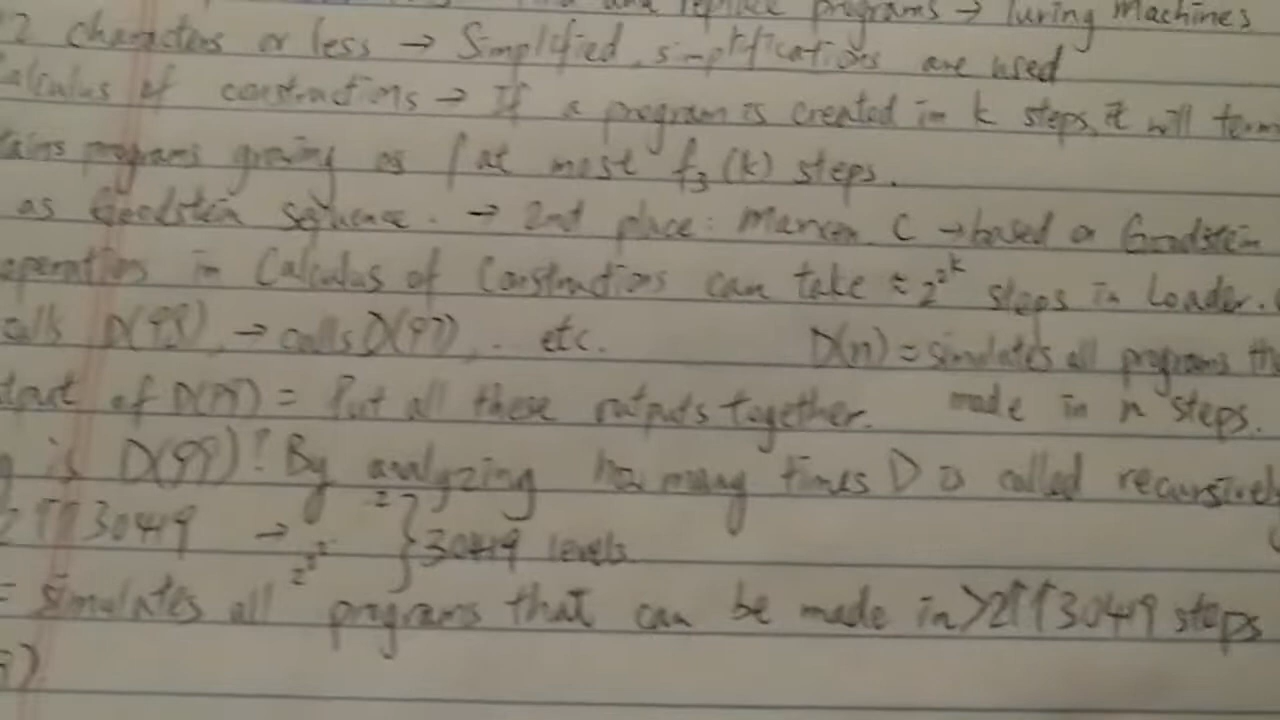 and replace programs → Turing Machines
2 characters or less → Simplified simplifications are used
alculus of constructions → If a program is created in k steps, it will term
ains programs growing as at most f₃(k) steps.
as Goodstein sequence. → 2nd place: Marxen C → based on Goodstein
operations in Calculus of Constructions can take ≈ 2^2^k steps in Loader.
calls D(98) → calls D(97) . etc. D(n) = simulates all programs th
tput of D(99) = Put all these outputs together. made in n steps.
g is D(99)? By analyzing how many times D is called recursively
2↑↑30419 → 2^2^2 2 } 30419 levels
= simulates all programs that can be made in >2↑↑30419 steps
)